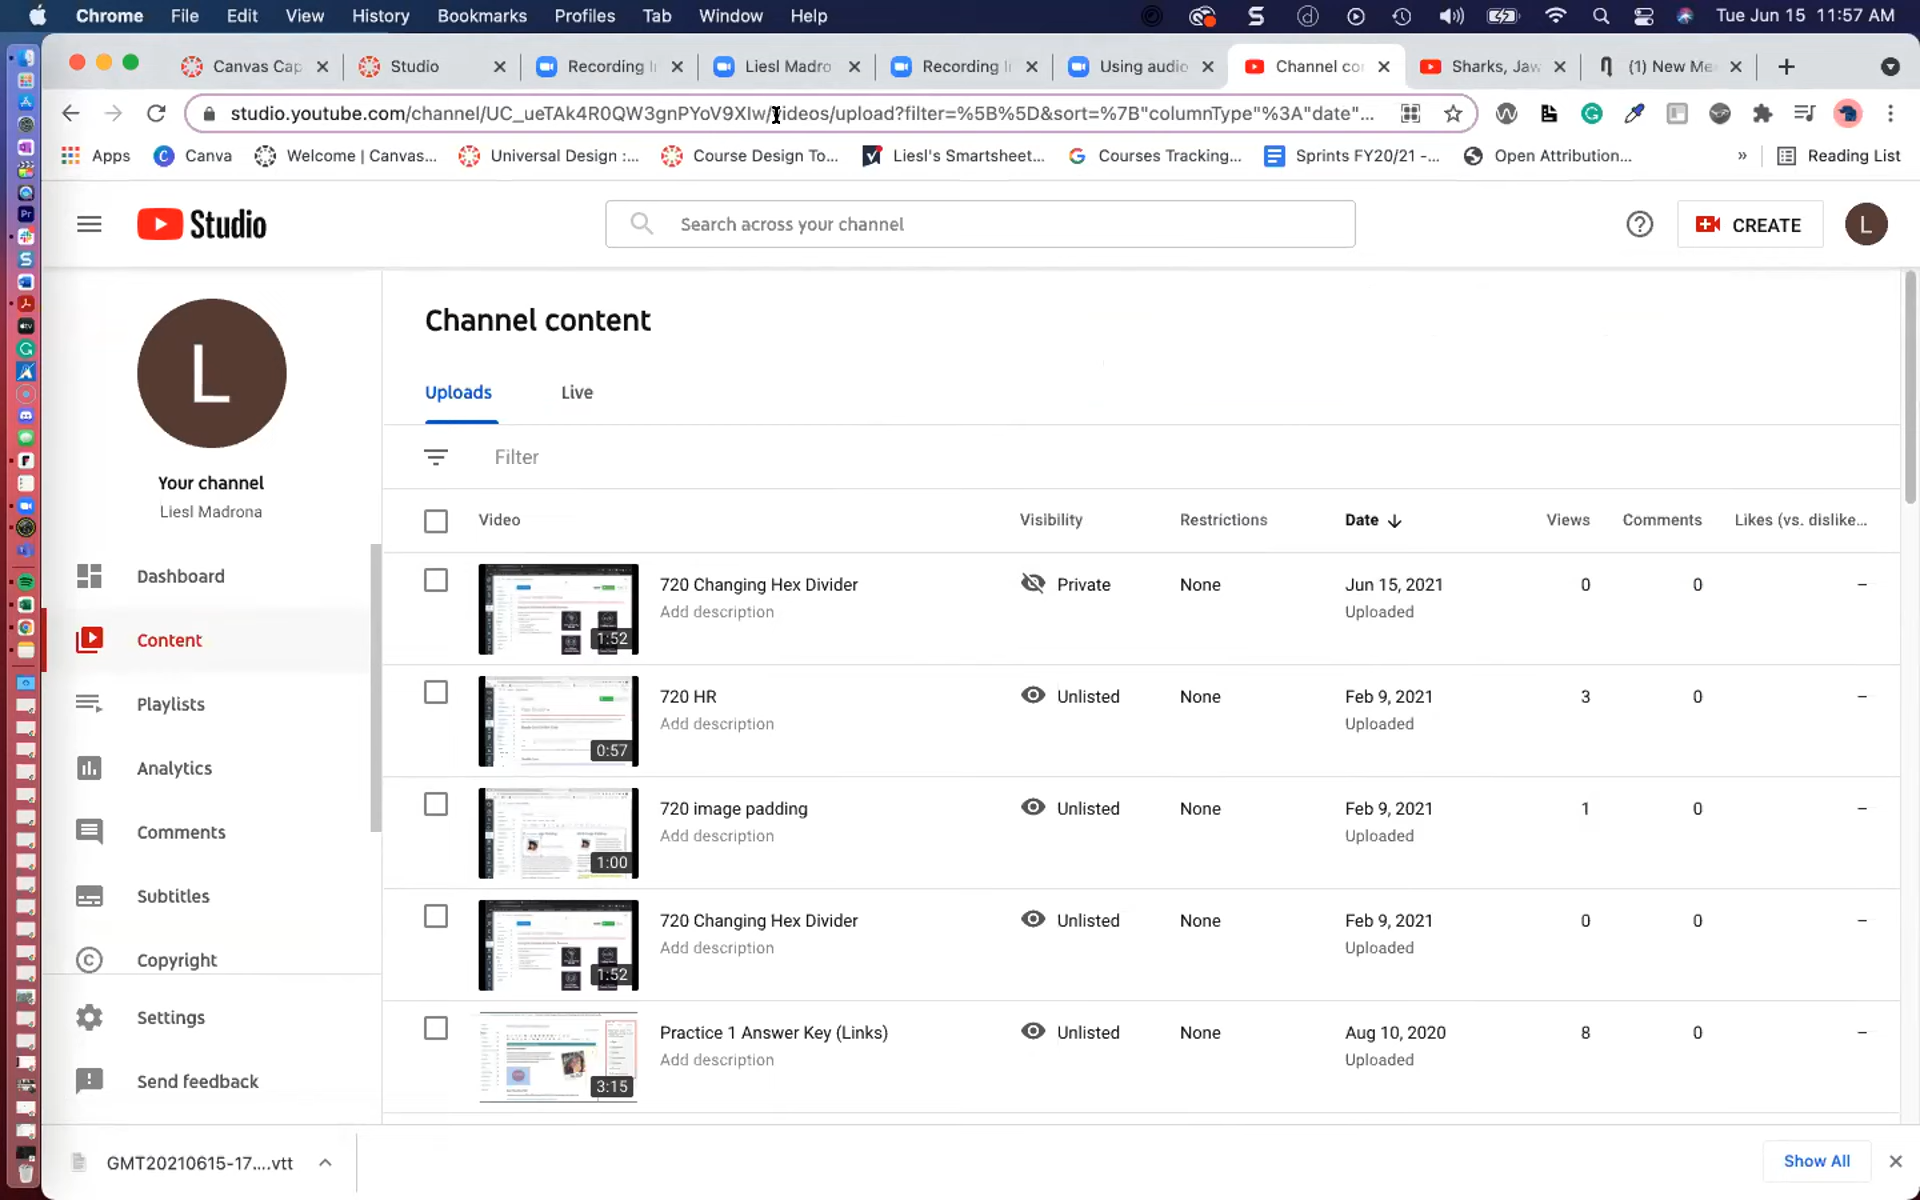 Chrome File Edit View History Bookmarks Profiles Tab Window Help Tue Jun 15 11:57 AM
Canvas Cap Studio Recording Liesl Madro Recording Using audio Channel co Sharks, Jaw (1) New Me
studio.youtube.com/channel/UC_ueTAk4R0QW3gnPYoV9XIw/videos/upload?filter=%5B%5D&sort=%7B"columnType"%3A"date"...
Apps Canva Welcome | Canvas... Universal Design :... Course Design To... Liesl's Smartsheet... Courses Tracking... Sprints FY20/21 -... Open Attribution... » Reading List
Studio
Search across your channel
CREATE
L
L
Your channel
Liesl Madrona
Dashboard
Content
Playlists
Analytics
Comments
Subtitles
Copyright
Settings
Send feedback
Channel content
Uploads Live
Filter
Video Visibility Restrictions Date Views Comments Likes (vs. dislike...
720 Changing Hex Divider Private None Jun 15, 2021 0 0 –
Add description Uploaded
1:52
720 HR Unlisted None Feb 9, 2021 3 0 –
Add description Uploaded
0:57
720 image padding Unlisted None Feb 9, 2021 1 0 –
Add description Uploaded
1:00
720 Changing Hex Divider Unlisted None Feb 9, 2021 0 0 –
Add description Uploaded
1:52
Practice 1 Answer Key (Links) Unlisted None Aug 10, 2020 8 0 –
Add description Uploaded
3:15
GMT20210615-17....vtt
Show All